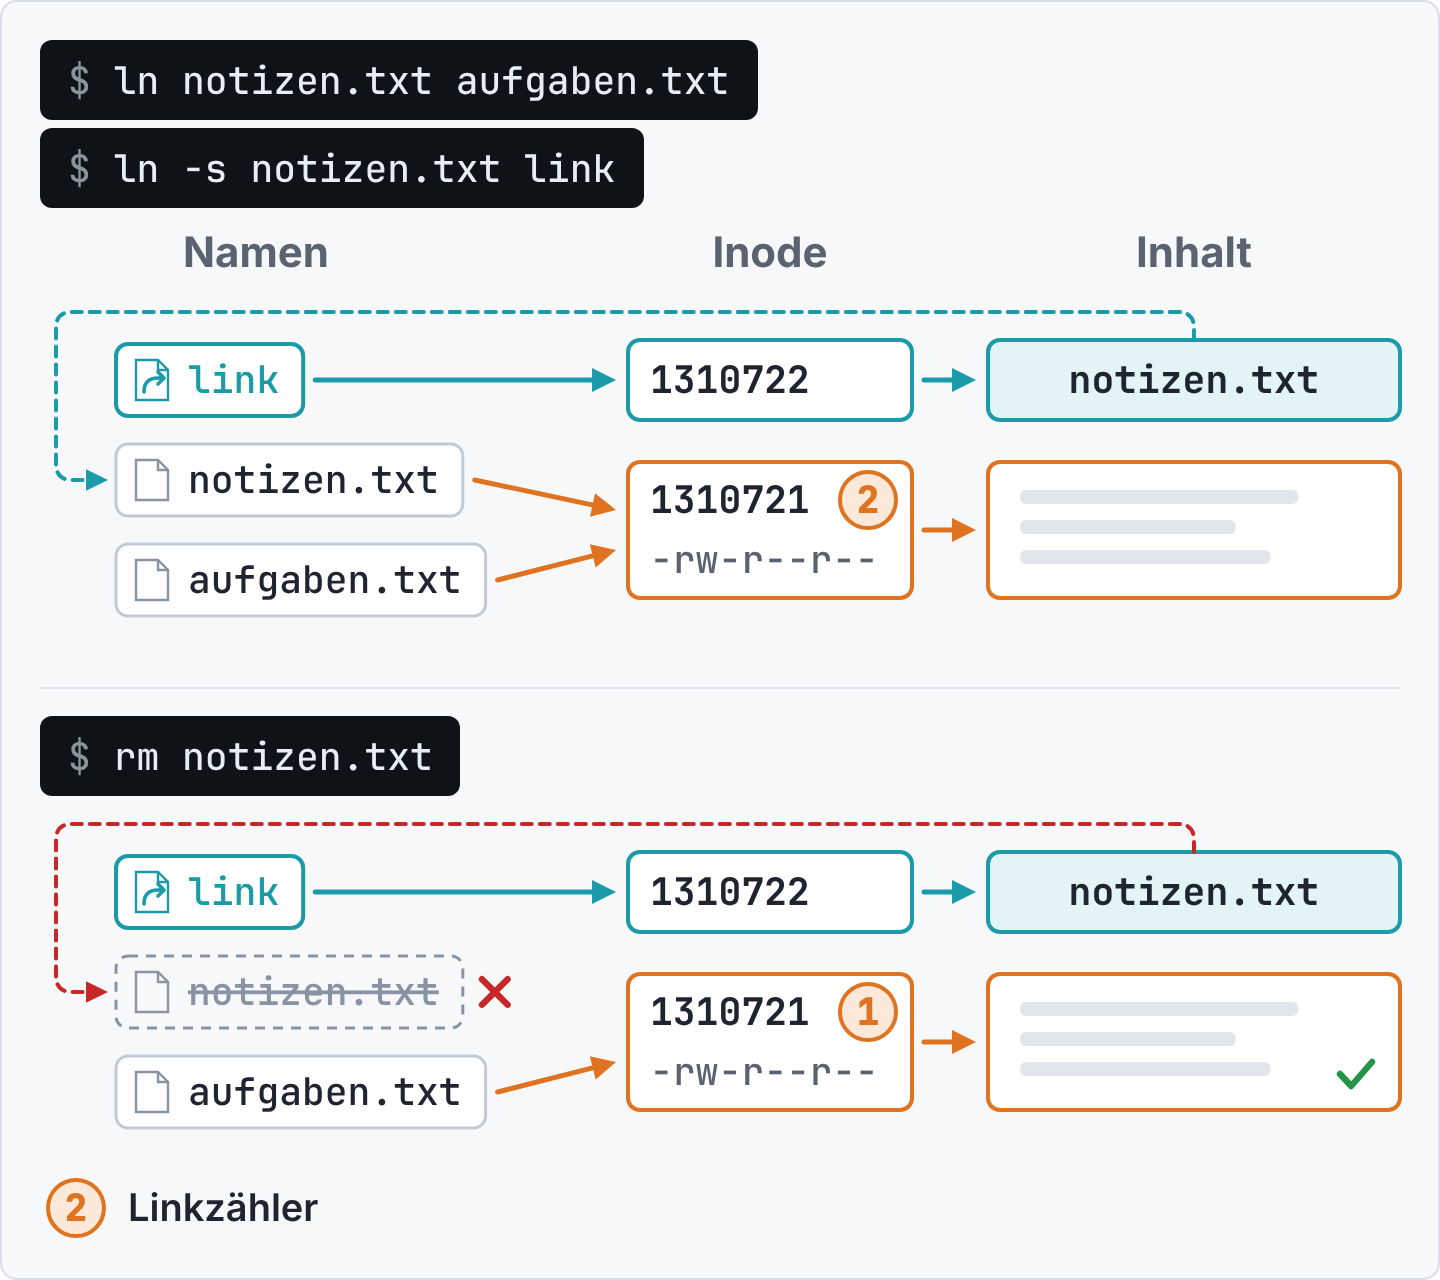 $ ln notizen.txt aufgaben.txt
$ ln -s notizen.txt link
Namen Inode Inhalt
link 1310722 notizen.txt
notizen.txt
1310721 2
-rw-r--r--
aufgaben.txt
$ rm notizen.txt
link 1310722 notizen.txt
notizen.txt
1310721 1
-rw-r--r--
aufgaben.txt
2 Linkzähler